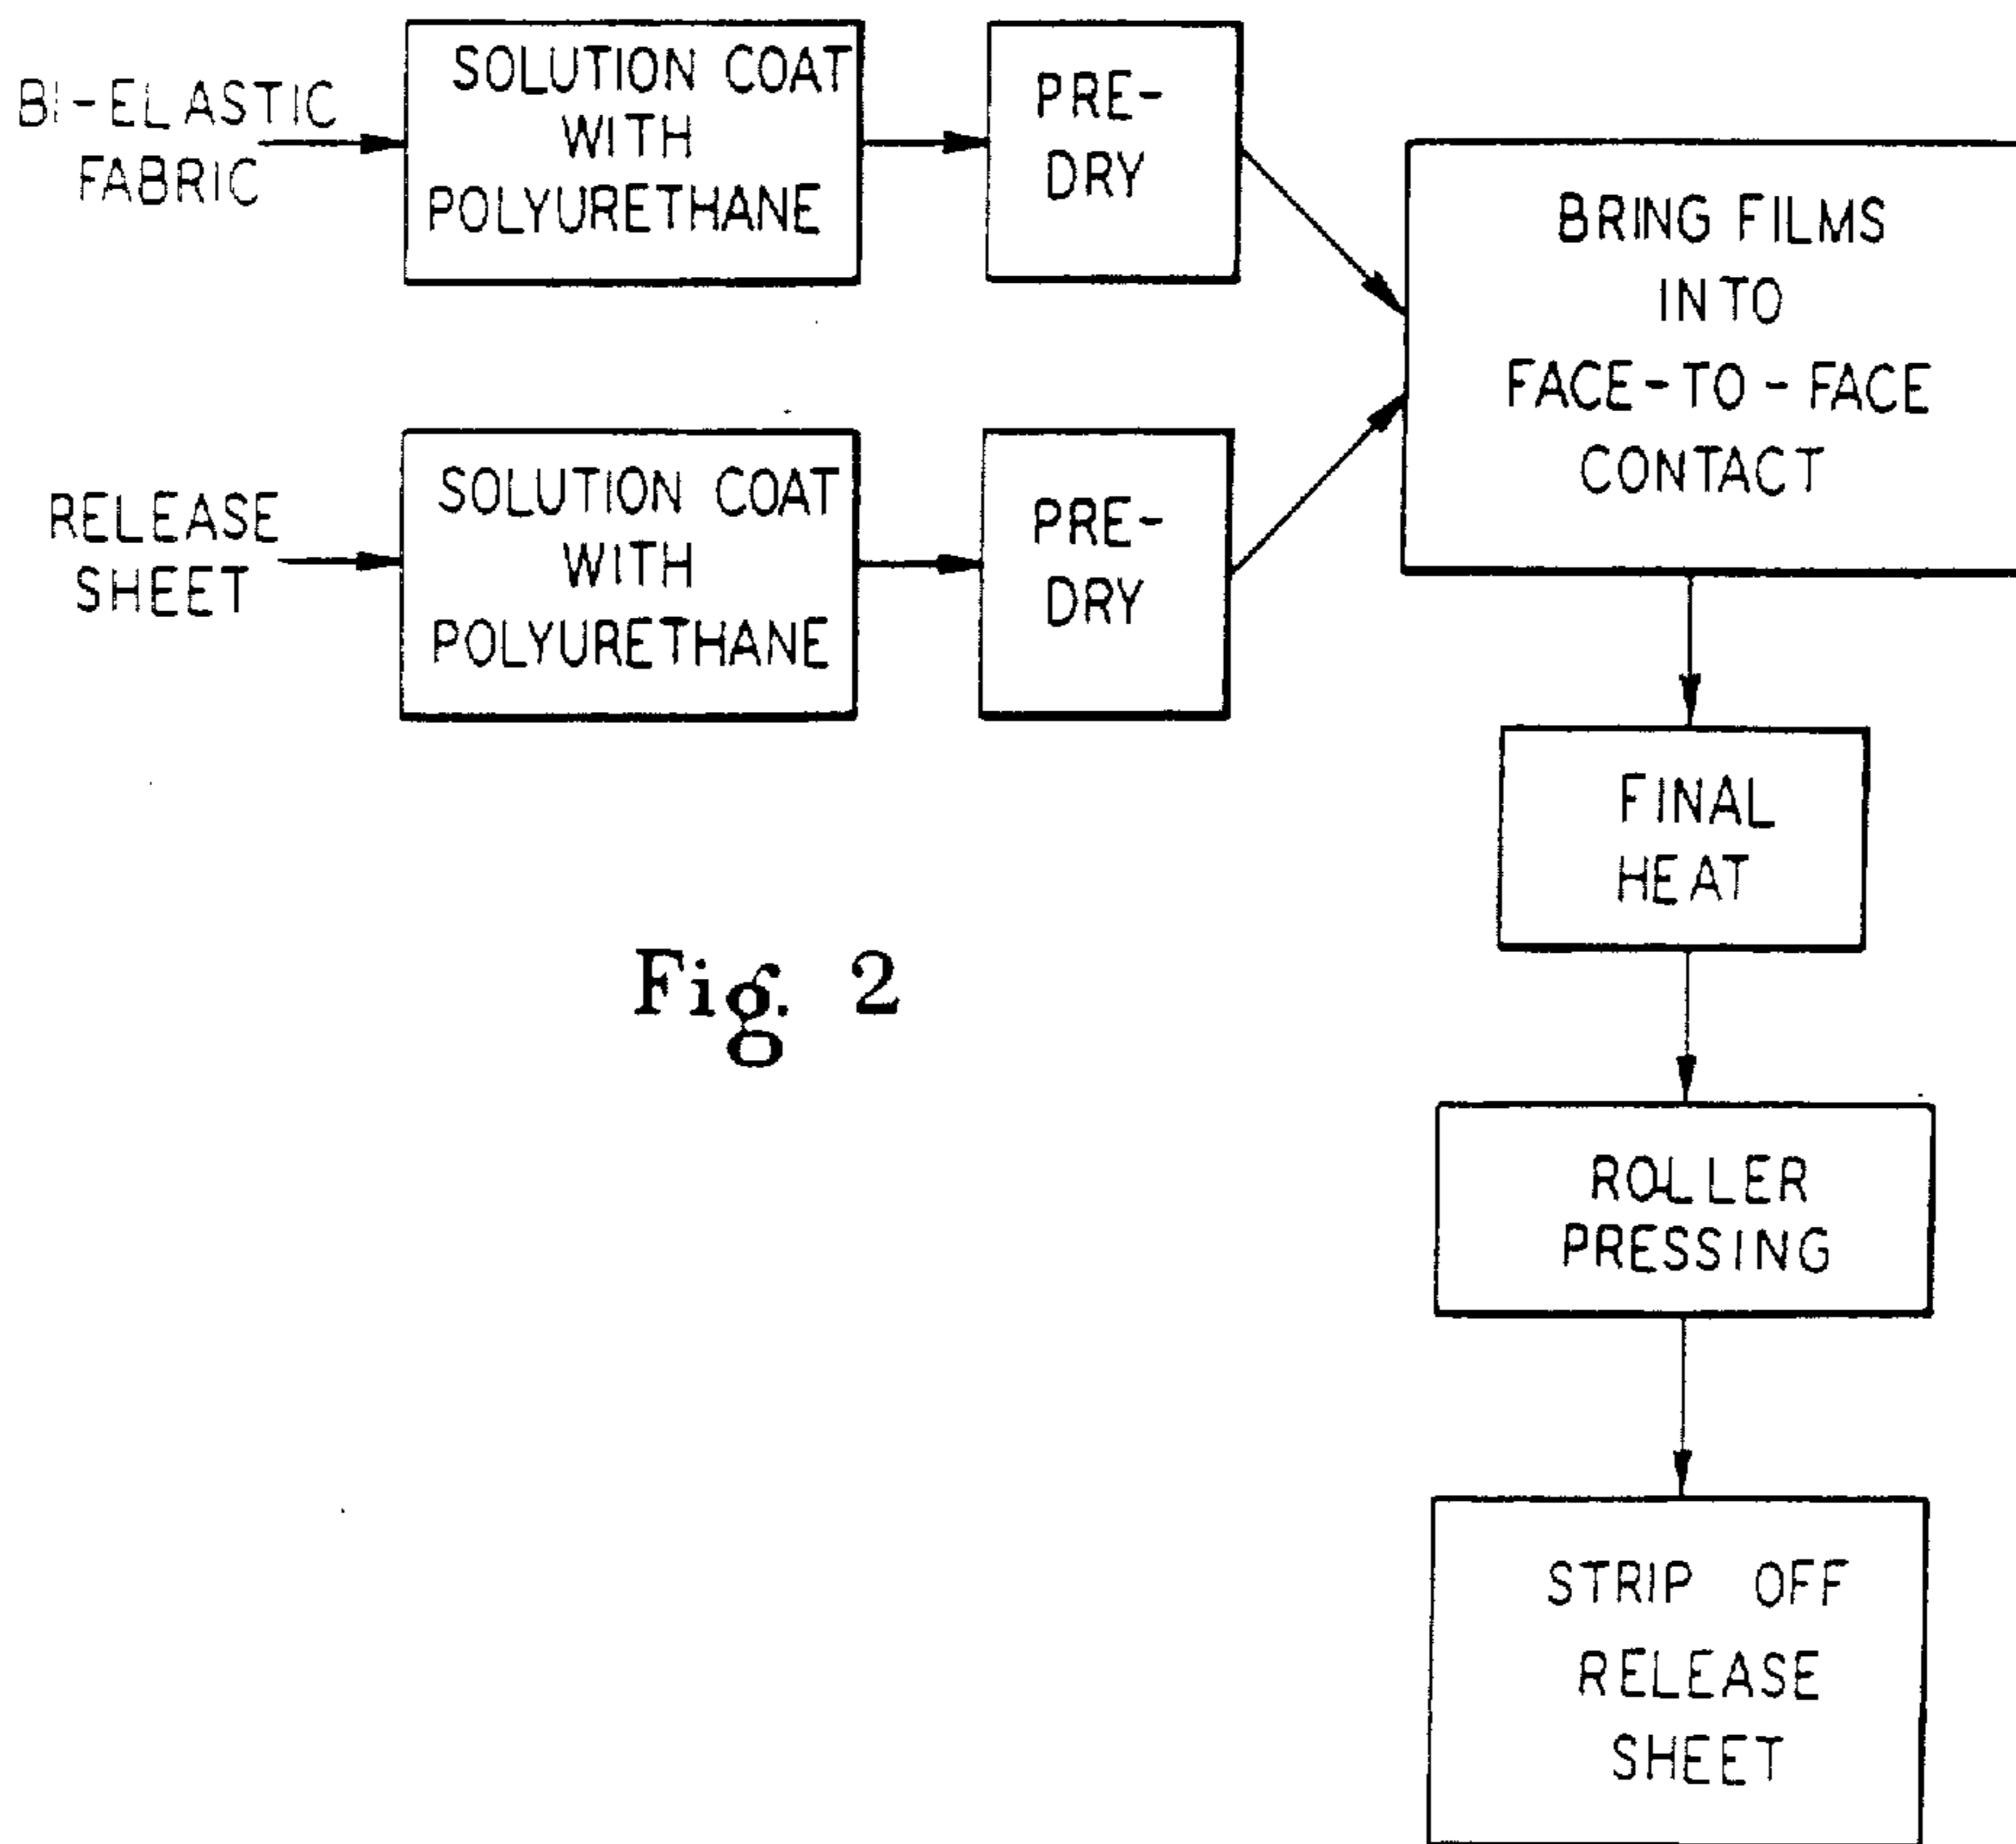 BI-ELASTIC
FABRIC
SOLUTION COAT
WITH
POLYURETHANE
PRE-
DRY
RELEASE
SHEET
SOLUTION COAT
WITH
POLYURETHANE
PRE-
DRY
BRING FILMS
INTO
FACE-TO-FACE
CONTACT
FINAL
HEAT
ROLLER
PRESSING
STRIP OFF
RELEASE
SHEET
Fig. 2